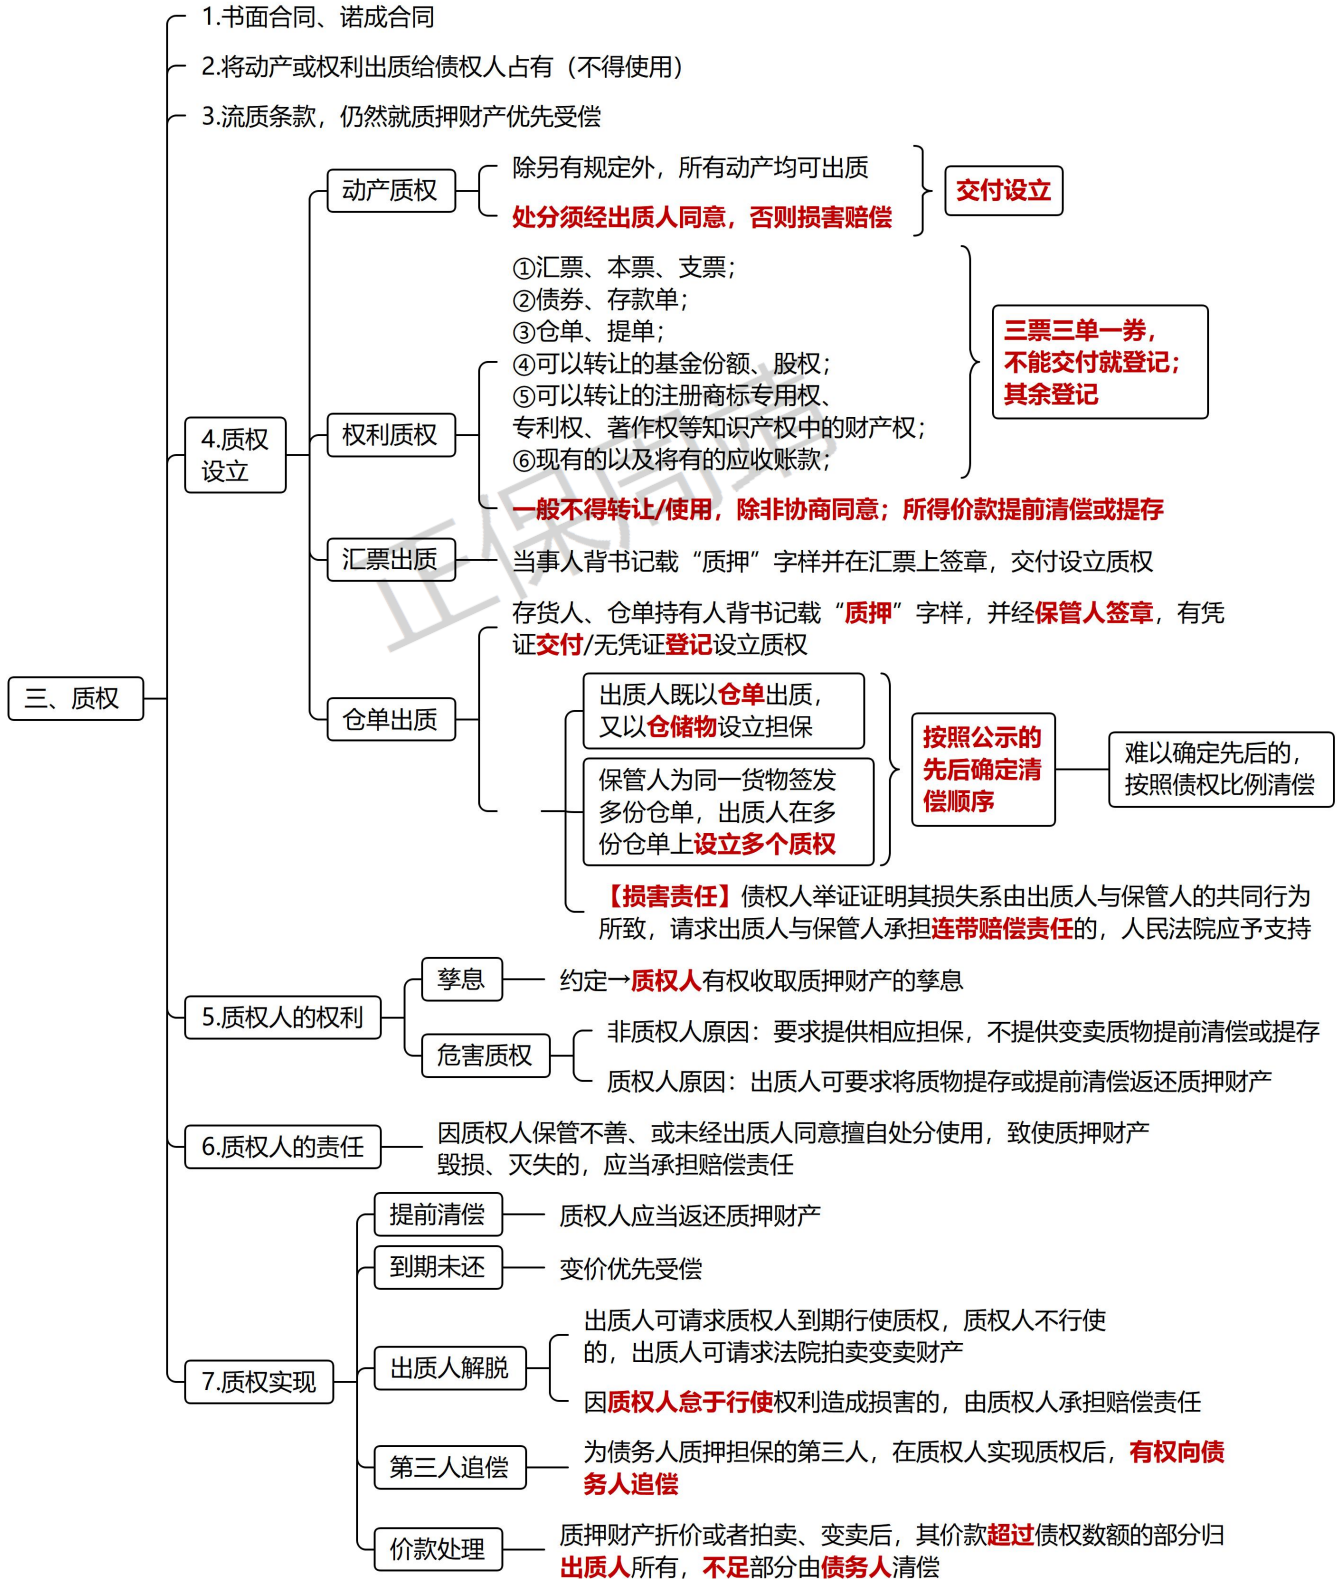 1.书面合同、诺成合同
2.将动产或权利出质给债权人占有（不得使用）
3.流质条款，仍然就质押财产优先受偿
三、质权
4.质权
设立
动产质权
除另有规定外，所有动产均可出质
处分须经出质人同意，否则损害赔偿
交付设立
权利质权
①汇票、本票、支票；
②债券、存款单；
③仓单、提单；
④可以转让的基金份额、股权；
⑤可以转让的注册商标专用权、
专利权、著作权等知识产权中的财产权；
⑥现有的以及将有的应收账款；
三票三单一券，
不能交付就登记；
其余登记
一般不得转让/使用，除非协商同意；所得价款提前清偿或提存
汇票出质
当事人背书记载“质押”字样并在汇票上签章，交付设立质权
仓单出质
存货人、仓单持有人背书记载“质押”字样，并经保管人签章，有凭
证交付/无凭证登记设立质权
出质人既以仓单出质，
又以仓储物设立担保
保管人为同一货物签发
多份仓单，出质人在多
份仓单上设立多个质权
按照公示的
先后确定清
偿顺序
难以确定先后的，
按照债权比例清偿
【损害责任】债权人举证证明其损失系由出质人与保管人的共同行为
所致，请求出质人与保管人承担连带赔偿责任的，人民法院应予支持
5.质权人的权利
孳息
约定→质权人有权收取质押财产的孳息
危害质权
非质权人原因：要求提供相应担保，不提供变卖质物提前清偿或提存
质权人原因：出质人可要求将质物提存或提前清偿返还质押财产
6.质权人的责任
因质权人保管不善、或未经出质人同意擅自处分使用，致使质押财产
毁损、灭失的，应当承担赔偿责任
7.质权实现
提前清偿
质权人应当返还质押财产
到期未还
变价优先受偿
出质人解脱
出质人可请求质权人到期行使质权，质权人不行使
的，出质人可请求法院拍卖变卖财产
因质权人怠于行使权利造成损害的，由质权人承担赔偿责任
第三人追偿
为债务人质押担保的第三人，在质权人实现质权后，有权向债
务人追偿
价款处理
质押财产折价或者拍卖、变卖后，其价款超过债权数额的部分归
出质人所有，不足部分由债务人清偿
正保周靖